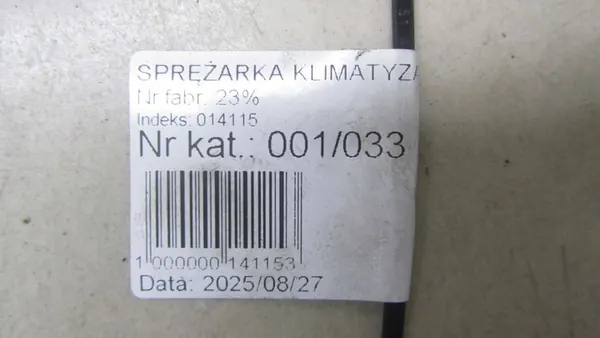 SPRĘŻARKA KLIMATYZA
Nr fabr. 23%
Indeks: 014115
Nr kat.: 001/033
1 000000 141153
Data: 2025/08/27